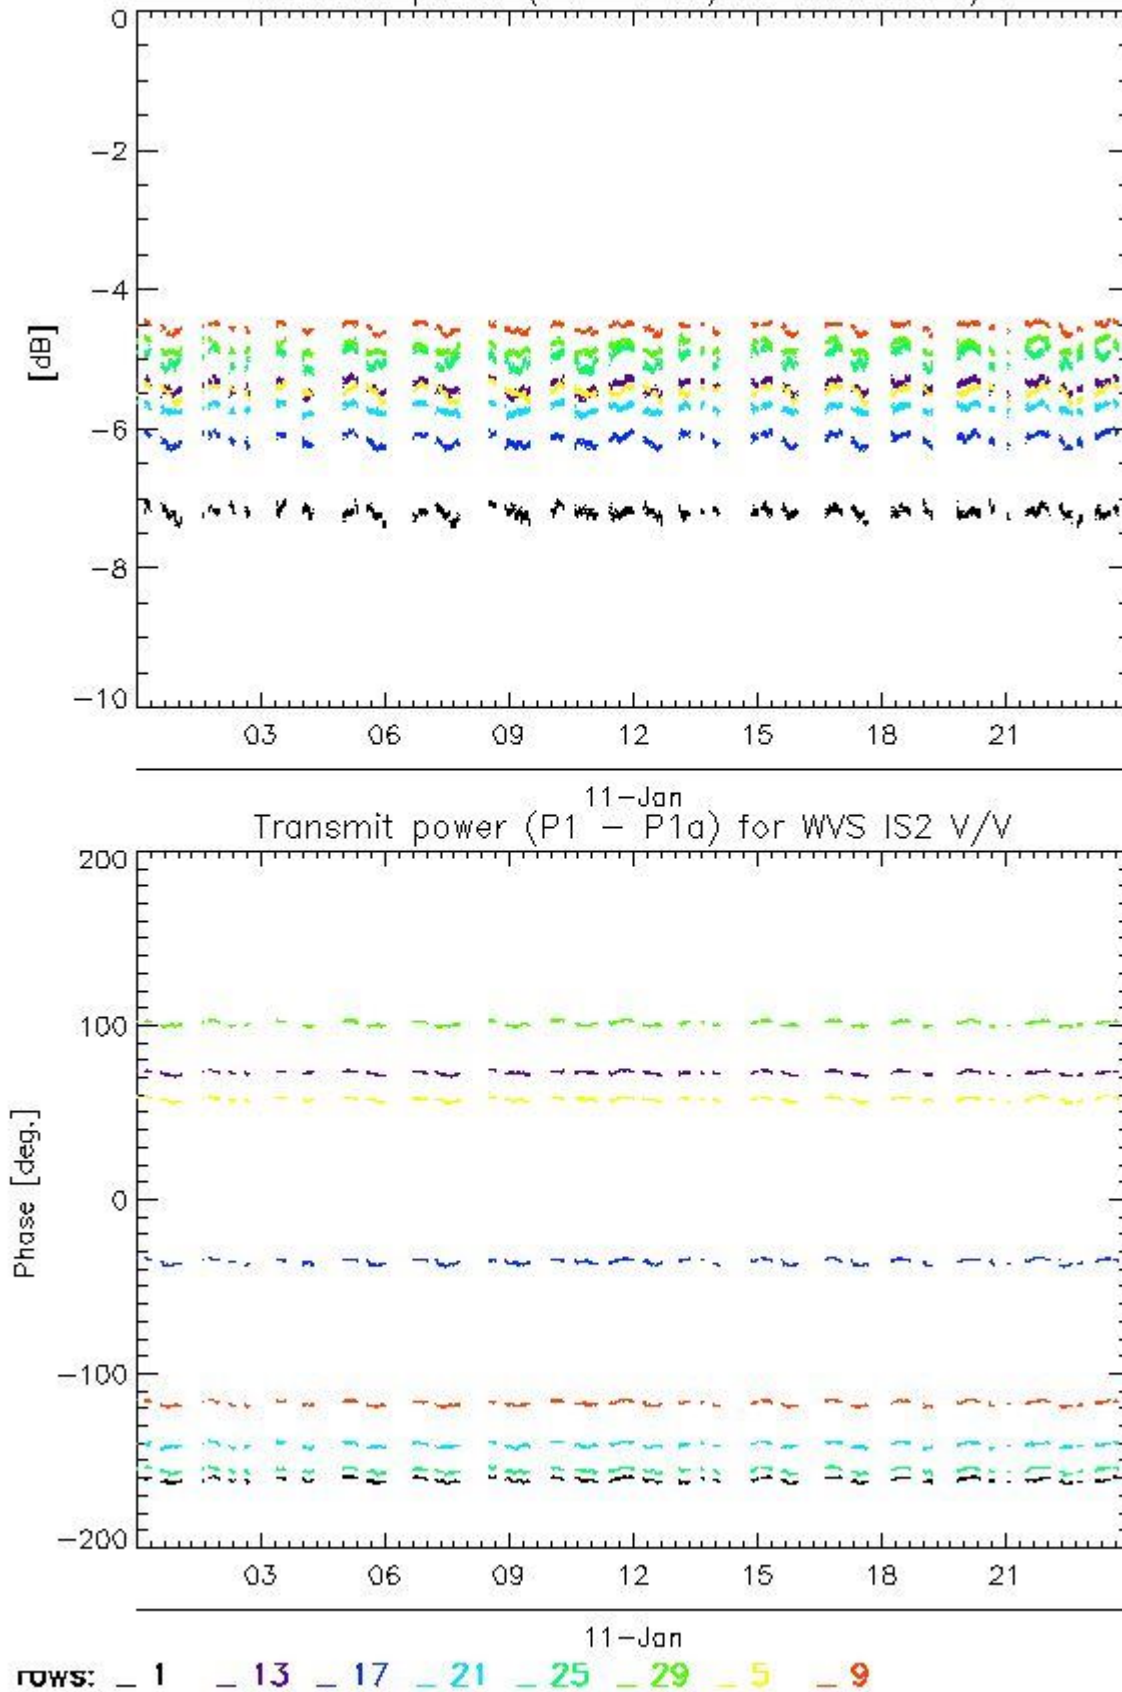 0
-2
-4
[dB]
-6
-8
-10
03 06 09 12 15 18 21
11-Jan
Transmit power (P1 - P1a) for WVS IS2 V/V
200
100
Phase [deg.]
0
-100
-200
03 06 09 12 15 18 21
11-Jan
rows: _ 1 _ 13 _ 17 _ 21 _ 25 _ 29 _ 5 _ 9